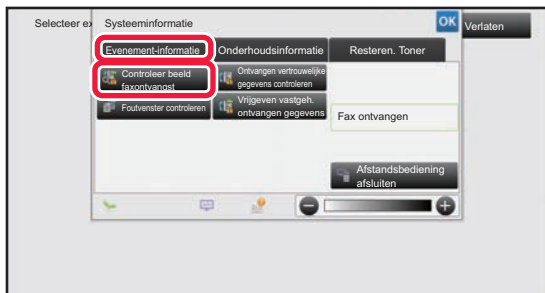 Selecteer ex
Systeeminformatie
OK
Verlaten
Evenement-informatie
Onderhoudsinformatie
Resteren. Toner
Controleer beeld
faxontvangst
Ontvangen vertrouwelijke
gegevens controleren
Foutvenster controleren
Vrijgeven vastgeh.
ontvangen gegevens
Fax ontvangen
Afstandsbediening
afsluiten